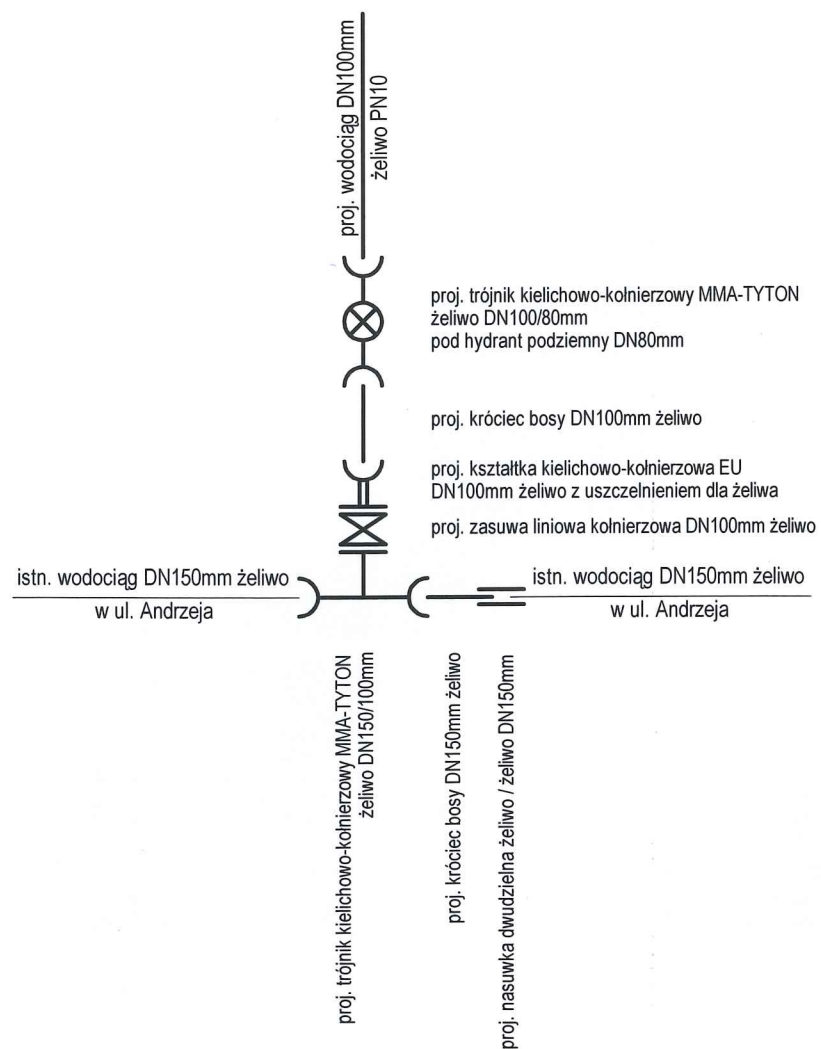 proj. wodociąg DN100mm
żeliwo PN10
proj. trójnik kielichowo-kołnierzowy MMA-TYTON
żeliwo DN100/80mm
pod hydrant podziemny DN80mm
proj. króciec bosy DN100mm żeliwo
proj. kształtka kielichowo-kołnierzowa EU
DN100mm żeliwo z uszczelnieniem dla żeliwa
proj. zasuwa liniowa kołnierzowa DN100mm żeliwo
istn. wodociąg DN150mm żeliwo
w ul. Andrzeja
istn. wodociąg DN150mm żeliwo
w ul. Andrzeja
proj. trójnik kielichowo-kołnierzowy MMA-TYTON
żeliwo DN150/100mm
proj. króciec bosy DN150mm żeliwo
proj. nasuwka dwudzielna żeliwo / żeliwo DN150mm